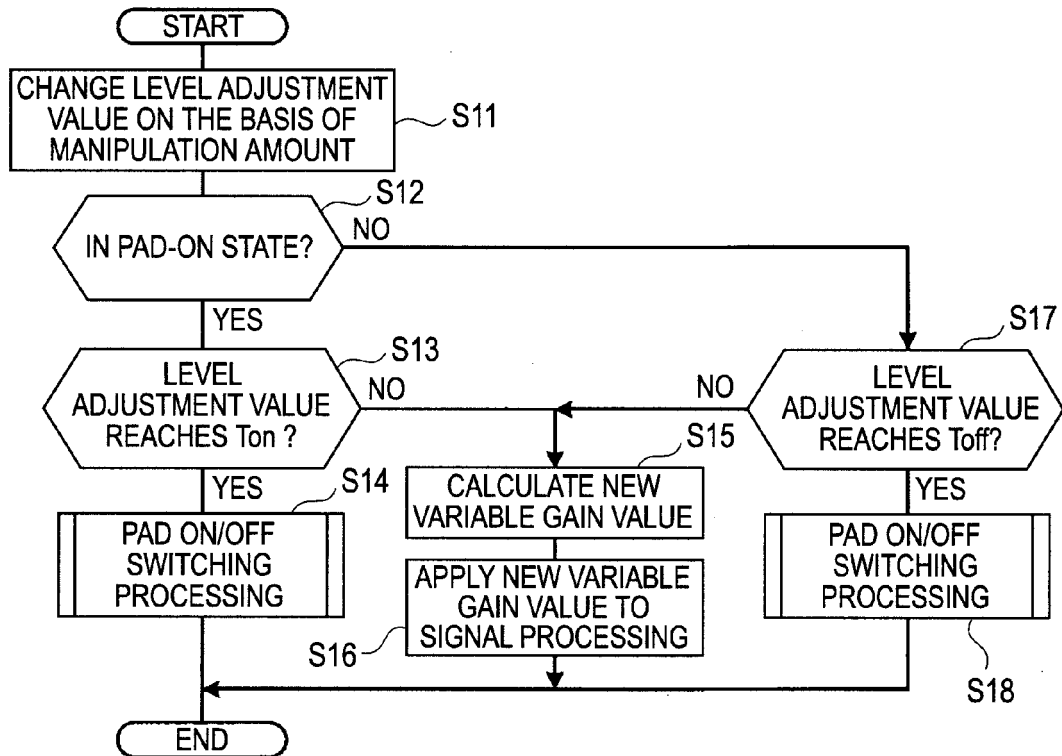 START
CHANGE LEVEL ADJUSTMENT
VALUE ON THE BASIS OF
MANIPULATION AMOUNT
S11
S12
IN PAD-ON STATE?
NO
YES
S13
LEVEL
ADJUSTMENT VALUE
REACHES Ton ?
NO
YES
S17
LEVEL
ADJUSTMENT VALUE
REACHES Toff?
NO
YES
S14
PAD ON/OFF
SWITCHING
PROCESSING
S15
CALCULATE NEW
VARIABLE GAIN VALUE
APPLY NEW VARIABLE
GAIN VALUE TO
SIGNAL PROCESSING
S16
PAD ON/OFF
SWITCHING
PROCESSING
S18
END